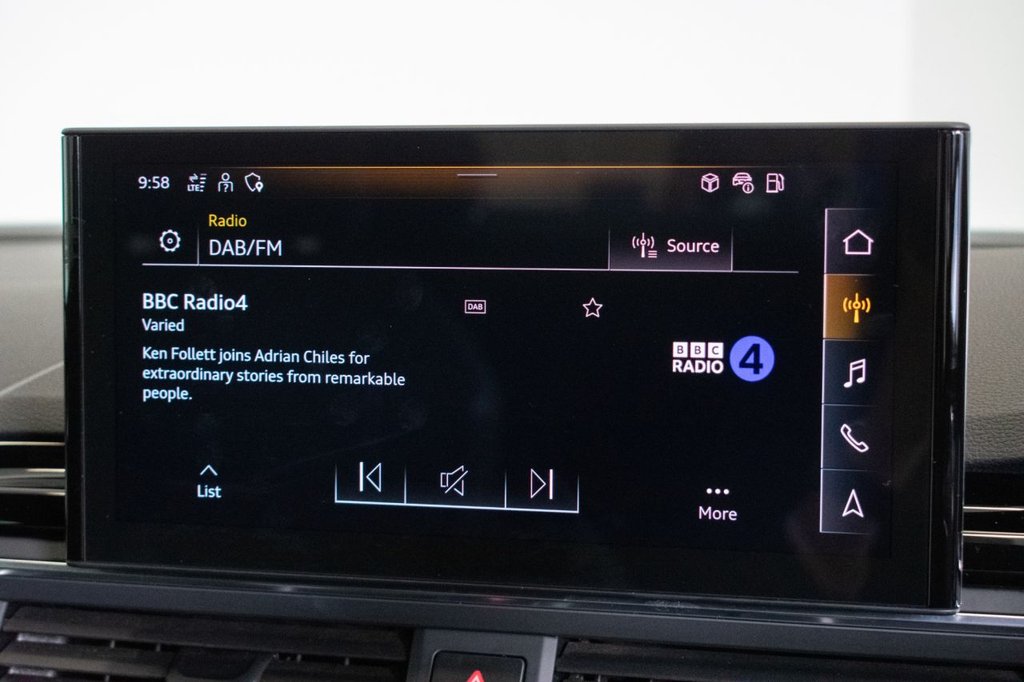 9:58 LTE ?
Radio
DAB/FM
Source
BBC Radio4
DAB
Varied
Ken Follett joins Adrian Chiles for
extraordinary stories from remarkable
people.
BBC
RADIO 4
List
More